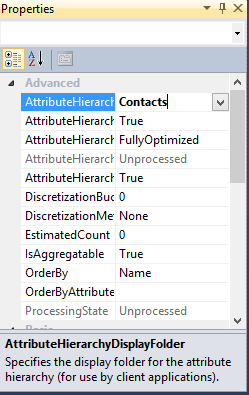 Properties
Advanced
AttributeHierarch Contacts
AttributeHierarch True
AttributeHierarch FullyOptimized
AttributeHierarch Unprocessed
AttributeHierarch True
DiscretizationBuc 0
DiscretizationMet None
EstimatedCount 0
IsAggregatable True
OrderBy Name
OrderByAttribute
ProcessingState Unprocessed
Basic
AttributeHierarchyDisplayFolder
Specifies the display folder for the attribute
hierarchy (for use by client applications).